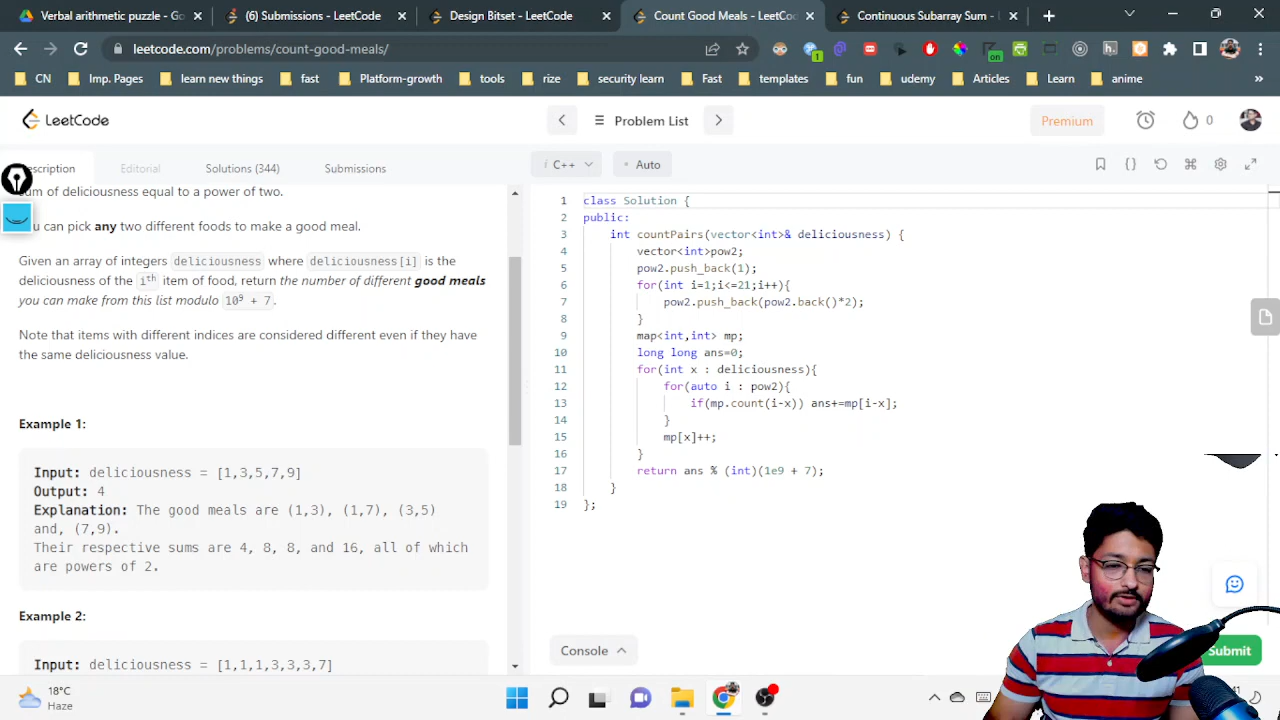 Verbal arithmetic puzzle - Go
(6) Submissions - LeetCode
Design Bitset - LeetCode
Count Good Meals - LeetCod
Continuous Subarray Sum -
leetcode.com/problems/count-good-meals/
CN
Imp. Pages
learn new things
fast
Platform-growth
tools
rise
security learn
Fast
templates
fun
udemy
Articles
Learn
anime
LeetCode
Problem List
Premium
0
escription
Editorial
Solutions (344)
Submissions
C++
Auto
sum of deliciousness equal to a power of two.
u can pick any two different foods to make a good meal.
Given an array of integers deliciousness where deliciousness[i] is the
deliciousness of the ith item of food, return the number of different good meals
you can make from this list modulo 10^9 + 7.
Note that items with different indices are considered different even if they have
the same deliciousness value.
Example 1:
Input: deliciousness = [1,3,5,7,9]
Output: 4
Explanation: The good meals are (1,3), (1,7), (3,5)
and, (7,9).
Their respective sums are 4, 8, 8, and 16, all of which
are powers of 2.
Example 2:
Input: deliciousness = [1,1,1,3,3,3,7]
1 class Solution {
2 public:
3 int countPairs(vector<int>& deliciousness) {
4 vector<int>pow2;
5 pow2.push_back(1);
6 for(int i=1;i<=21;i++){
7 pow2.push_back(pow2.back()*2);
8 }
9 map<int,int> mp;
10 long long ans=0;
11 for(int x : deliciousness){
12 for(auto i : pow2){
13 if(mp.count(i-x)) ans+=mp[i-x];
14 }
15 mp[x]++;
16 }
17 return ans % (int)(1e9 + 7);
18 }
19 };
Console
Submit
18°C
Haze